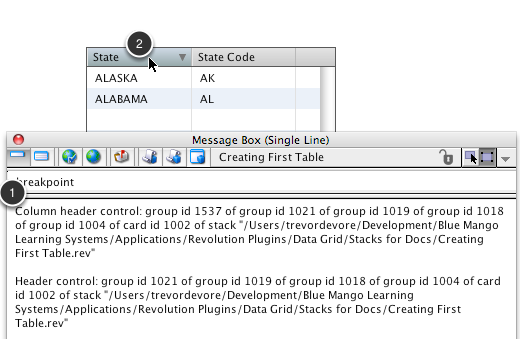 2
State State Code
ALASKA AK
ALABAMA AL
Message Box (Single Line)
Creating First Table
breakpoint
1
Column header control: group id 1537 of group id 1021 of group id 1019 of group id 1018
of group id 1004 of card id 1002 of stack "/Users/trevordevore/Development/Blue Mango
Learning Systems/Applications/Revolution Plugins/Data Grid/Stacks for Docs/Creating
First Table.rev"
Header control: group id 1021 of group id 1019 of group id 1018 of group id 1004 of card
id 1002 of stack "/Users/trevordevore/Development/Blue Mango Learning
Systems/Applications/Revolution Plugins/Data Grid/Stacks for Docs/Creating First
Table.rev"